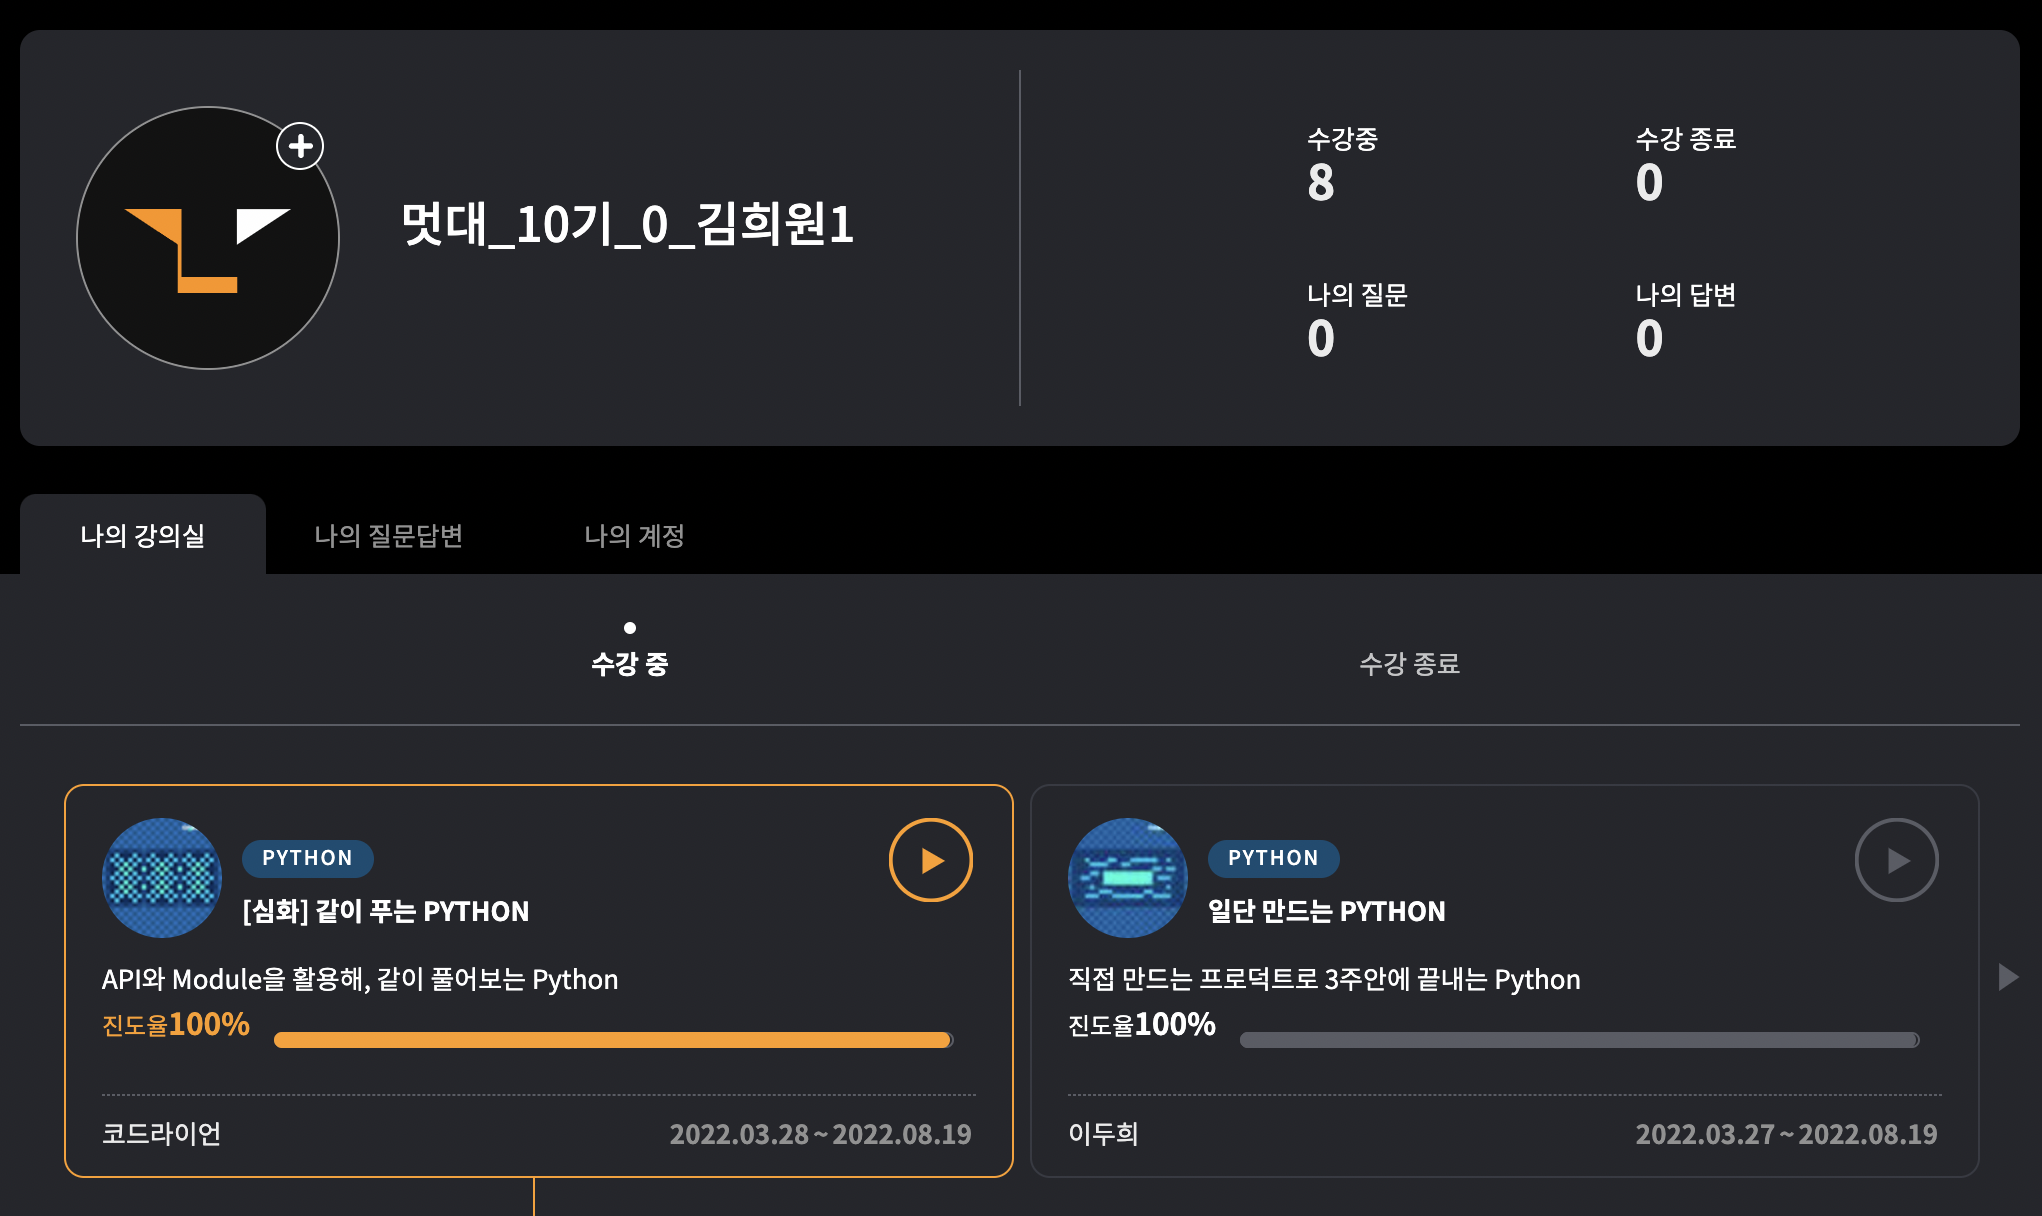 멋대_10기_0_김희원1
수강중
8
수강 종료
0
나의 질문
0
나의 답변
0
나의 강의실
나의 질문답변
나의 계정
수강 중
수강 종료
PYTHON
[심화] 같이 푸는 PYTHON
API와 Module을 활용해, 같이 풀어보는 Python
진도율100%
코드라이언
2022.03.28 ~ 2022.08.19
PYTHON
일단 만드는 PYTHON
직접 만드는 프로덕트로 3주안에 끝내는 Python
진도율100%
이두희
2022.03.27 ~ 2022.08.19